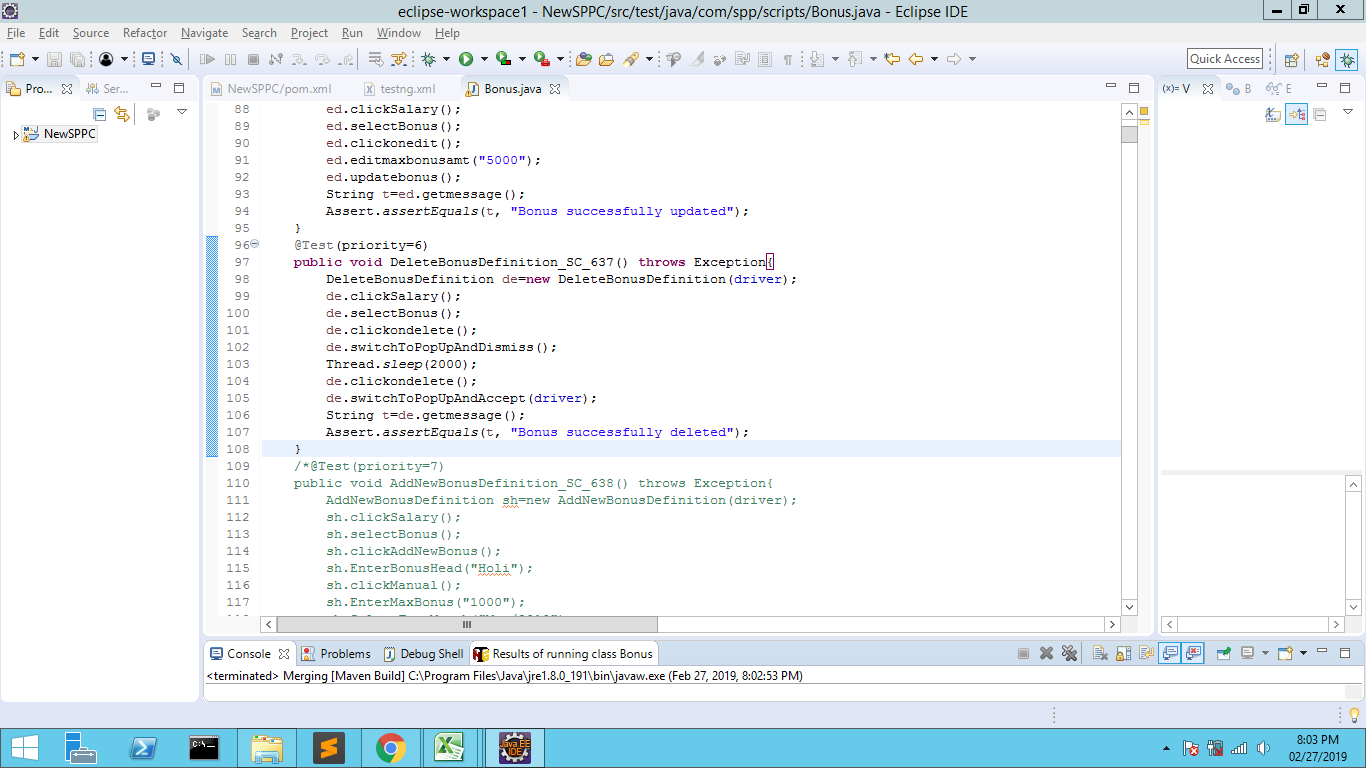 eclipse-workspace1 - NewSPPC/src/test/java/com/spp/scripts/Bonus.java - Eclipse IDE
File Edit Source Refactor Navigate Search Project Run Window Help
Quick Access
Pro... Ser...
NewSPPC/pom.xml testng.xml Bonus.java
(x)= V B E
NewSPPC
88 ed.clickSalary();
89 ed.selectBonus();
90 ed.clickonedit();
91 ed.editmaxbonusamt("5000");
92 ed.updatebonus();
93 String t=ed.getmessage();
94 Assert.assertEquals(t, "Bonus successfully updated");
95 }
96 @Test(priority=6)
97 public void DeleteBonusDefinition_SC_637() throws Exception{
98 DeleteBonusDefinition de=new DeleteBonusDefinition(driver);
99 de.clickSalary();
100 de.selectBonus();
101 de.clickondelete();
102 de.switchToPopUpAndDismiss();
103 Thread.sleep(2000);
104 de.clickondelete();
105 de.switchToPopUpAndAccept(driver);
106 String t=de.getmessage();
107 Assert.assertEquals(t, "Bonus successfully deleted");
108 }
109 /*@Test(priority=7)
110 public void AddNewBonusDefinition_SC_638() throws Exception{
111 AddNewBonusDefinition sh=new AddNewBonusDefinition(driver);
112 sh.clickSalary();
113 sh.selectBonus();
114 sh.clickAddNewBonus();
115 sh.EnterBonusHead("Holi");
116 sh.clickManual();
117 sh.EnterMaxBonus("1000");
Console Problems Debug Shell Results of running class Bonus
<terminated> Merging [Maven Build] C:\Program Files\Java\jre1.8.0_191\bin\javaw.exe (Feb 27, 2019, 8:02:53 PM)
Java EE
IDE
8:03 PM
02/27/2019